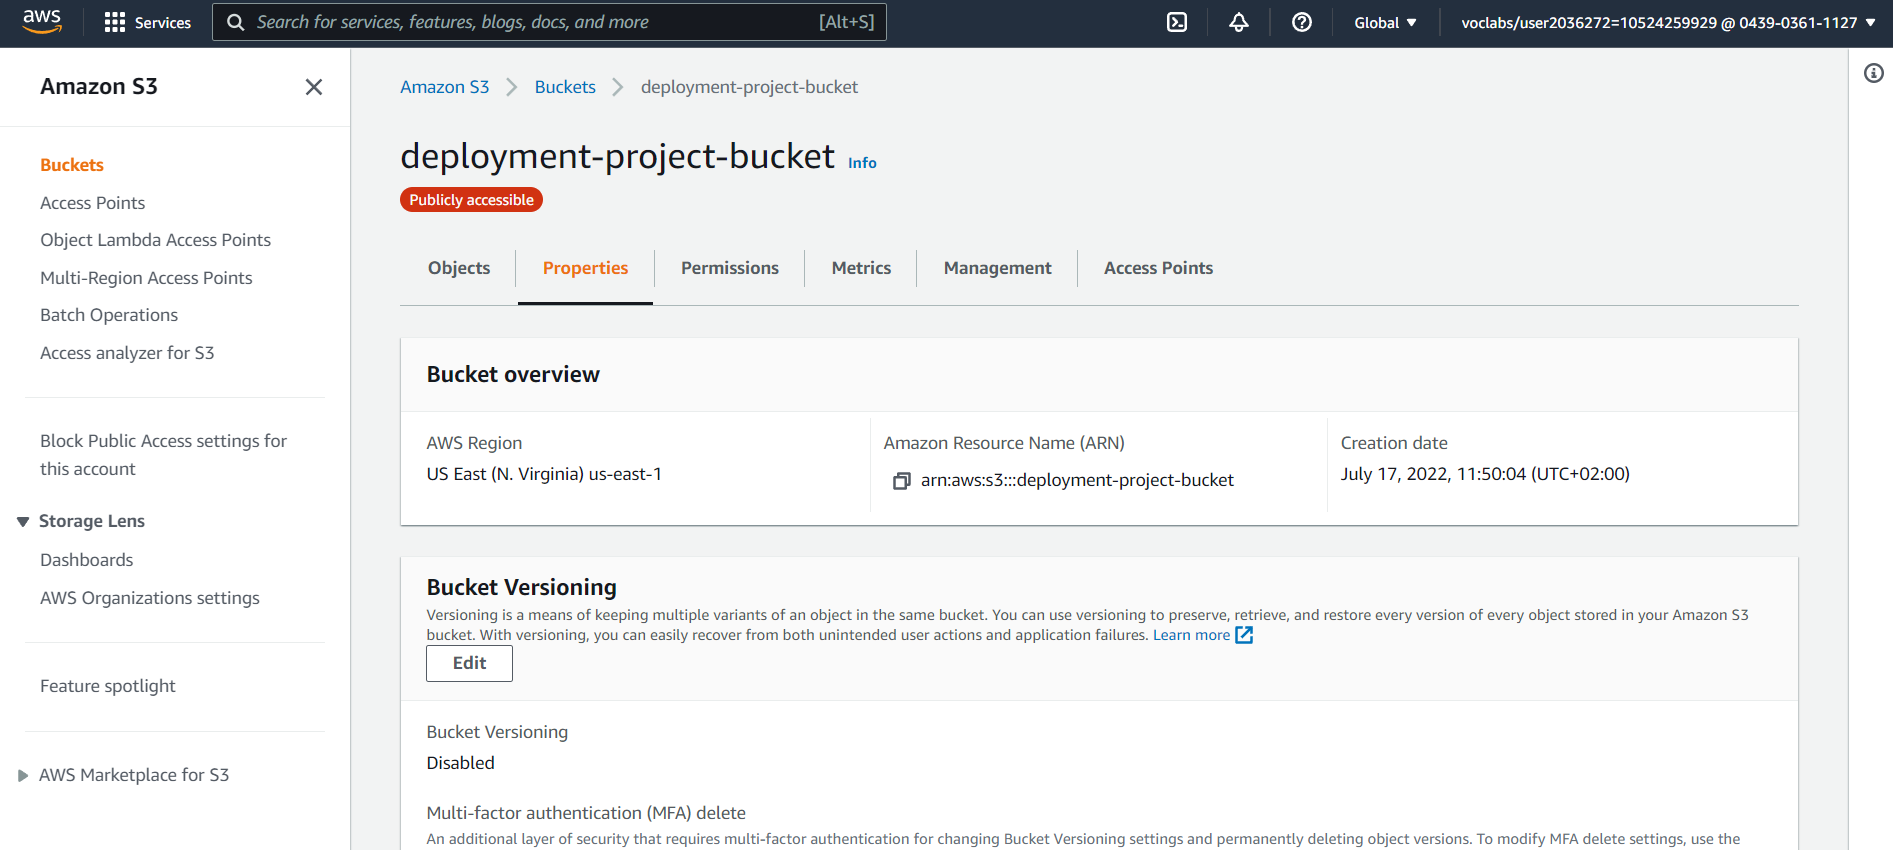 aws
Services
Search for services, features, blogs, docs, and more
[Alt+S]
Global
voclabs/user2036272=10524259929 @ 0439-0361-1127
Amazon S3
Buckets
Access Points
Object Lambda Access Points
Multi-Region Access Points
Batch Operations
Access analyzer for S3
Block Public Access settings for
this account
Storage Lens
Dashboards
AWS Organizations settings
Feature spotlight
AWS Marketplace for S3
Amazon S3
Buckets
deployment-project-bucket
deployment-project-bucket
Info
Publicly accessible
Objects
Properties
Permissions
Metrics
Management
Access Points
Bucket overview
AWS Region
US East (N. Virginia) us-east-1
Amazon Resource Name (ARN)
arn:aws:s3:::deployment-project-bucket
Creation date
July 17, 2022, 11:50:04 (UTC+02:00)
Bucket Versioning
Versioning is a means of keeping multiple variants of an object in the same bucket. You can use versioning to preserve, retrieve, and restore every version of every object stored in your Amazon S3
bucket. With versioning, you can easily recover from both unintended user actions and application failures. Learn more
Edit
Bucket Versioning
Disabled
Multi-factor authentication (MFA) delete
An additional layer of security that requires multi-factor authentication for changing Bucket Versioning settings and permanently deleting object versions. To modify MFA delete settings, use the